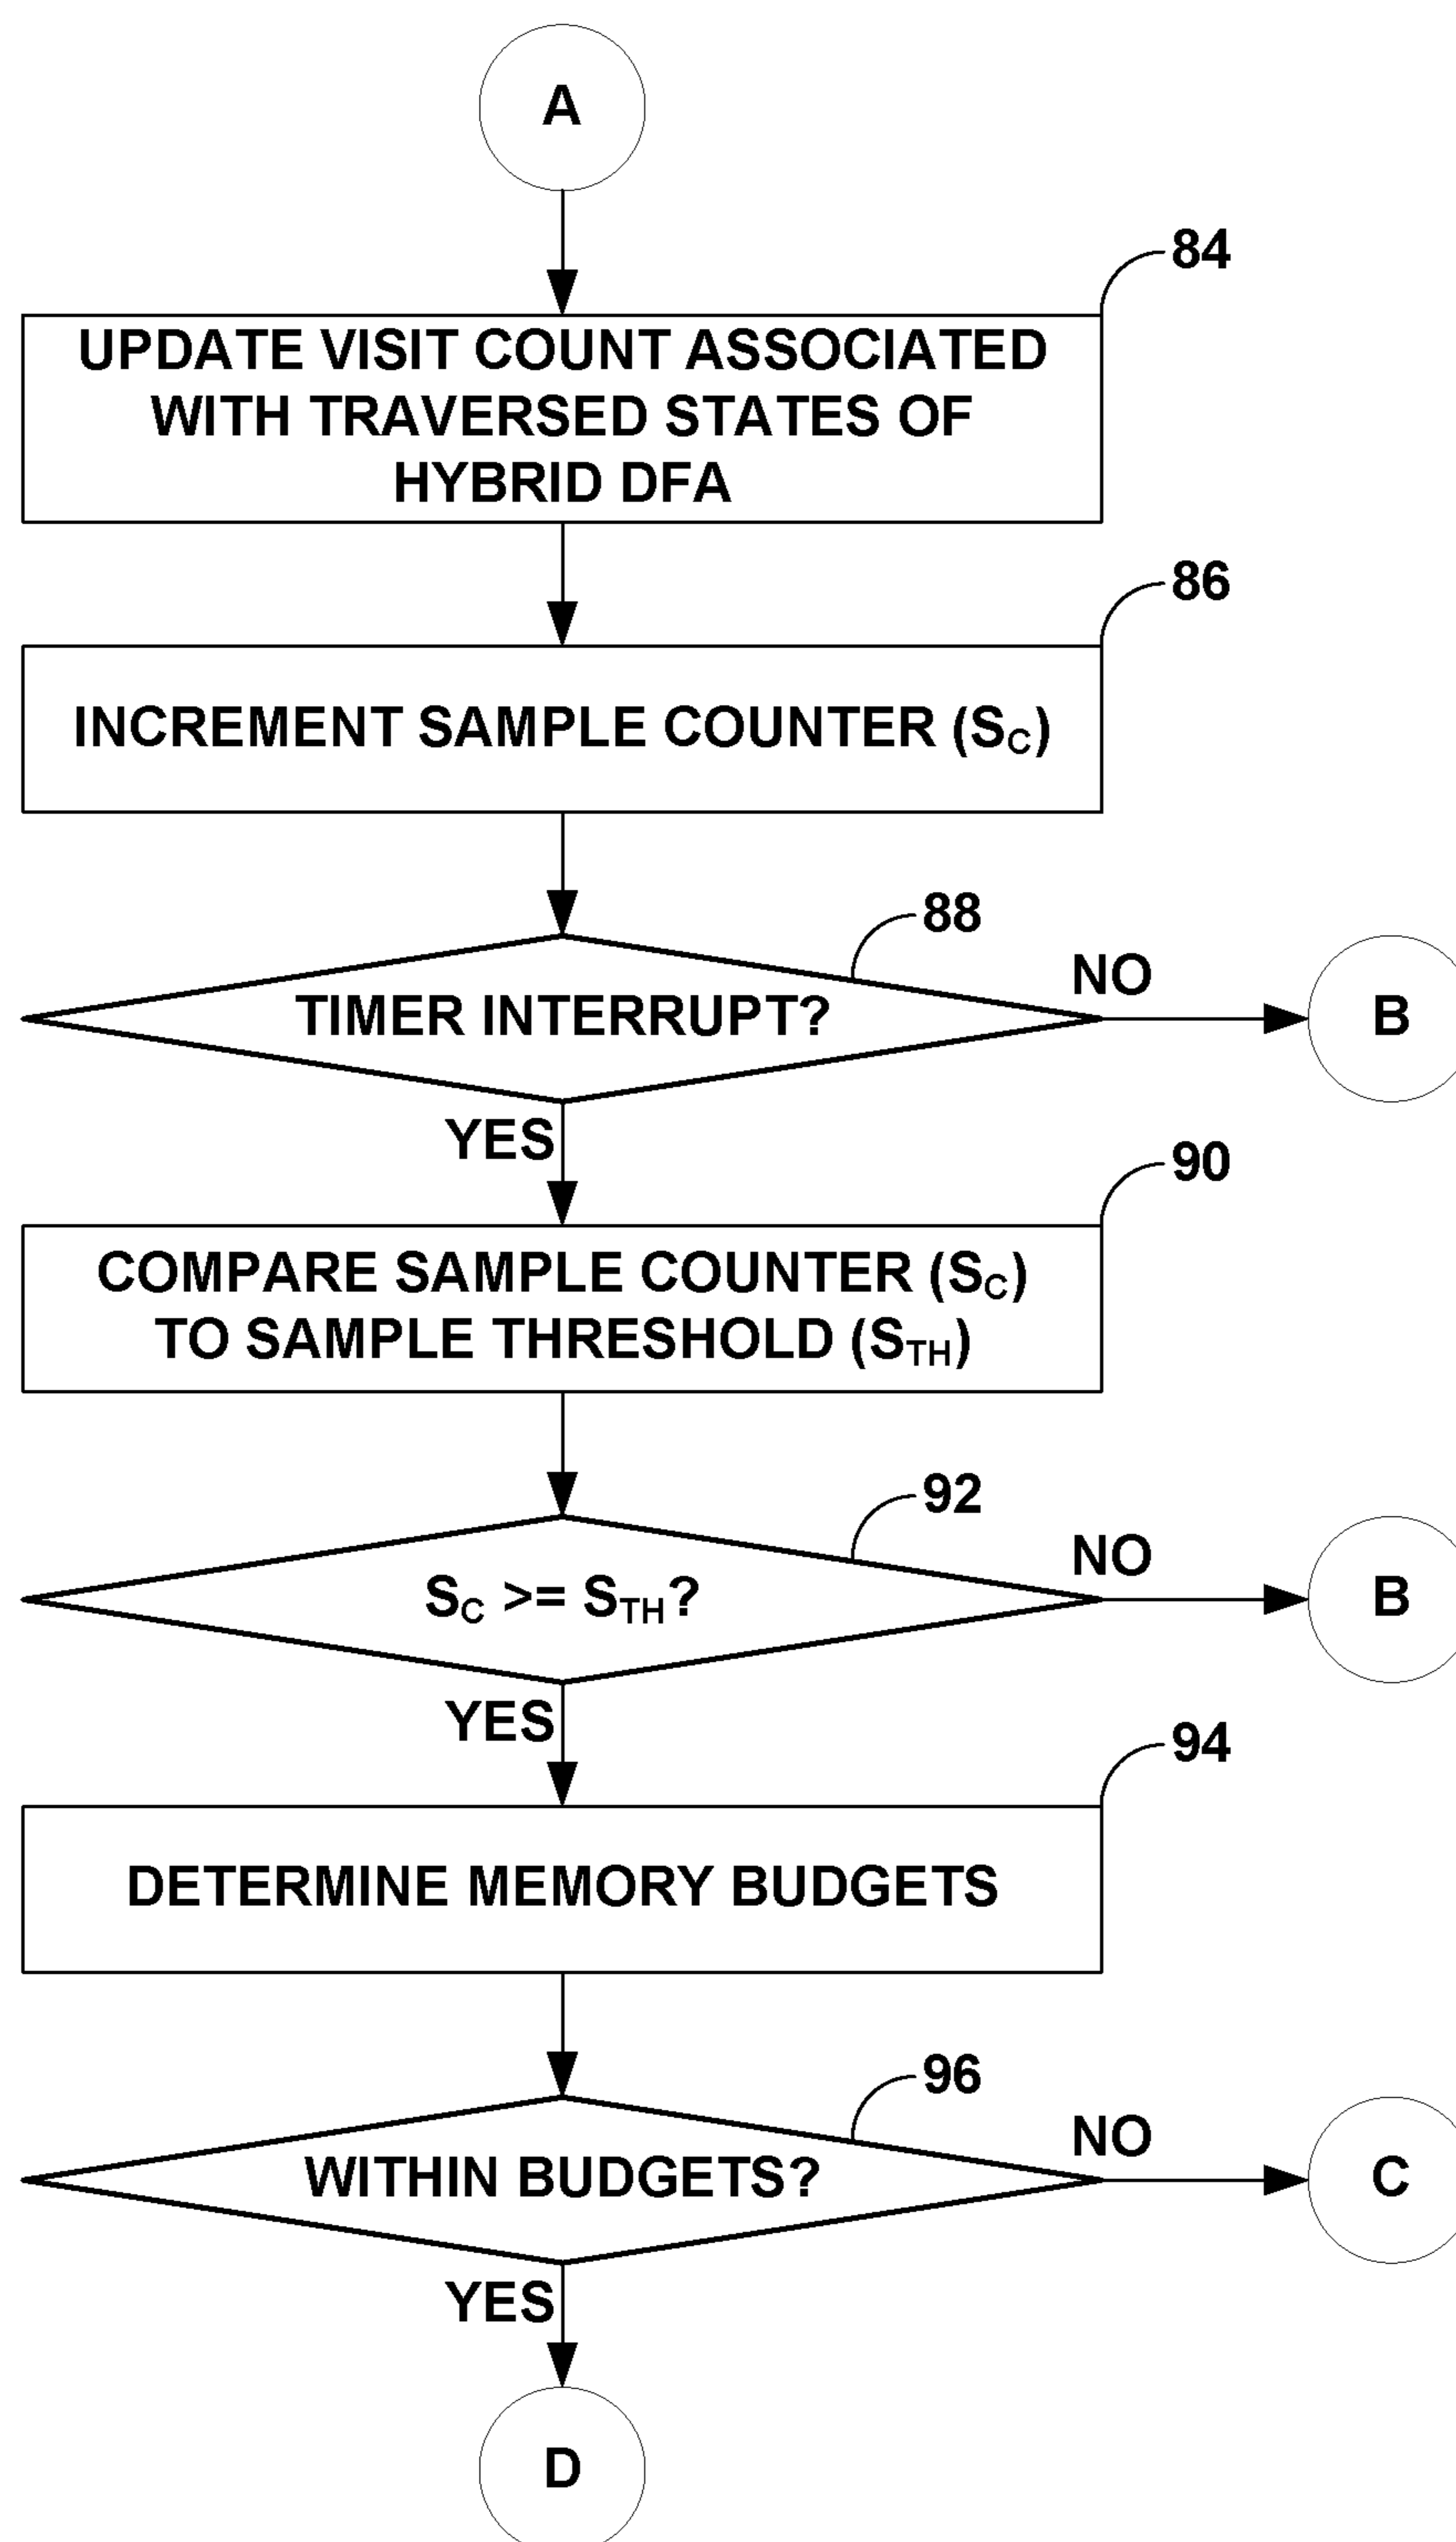 A
84
UPDATE VISIT COUNT ASSOCIATED
WITH TRAVERSED STATES OF
HYBRID DFA
86
INCREMENT SAMPLE COUNTER (SC)
88
TIMER INTERRUPT?
NO
B
YES
90
COMPARE SAMPLE COUNTER (SC)
TO SAMPLE THRESHOLD (STH)
92
SC >= STH?
NO
B
YES
94
DETERMINE MEMORY BUDGETS
96
WITHIN BUDGETS?
NO
C
YES
D